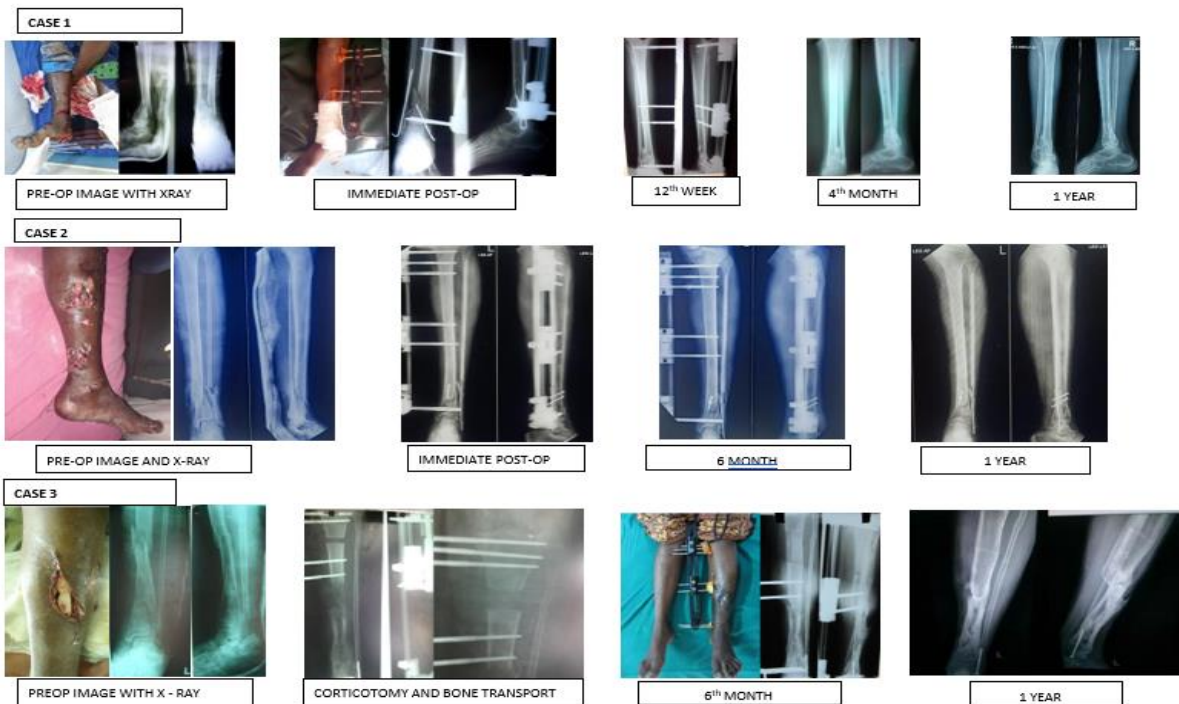 CASE 1
R
PRE-OP IMAGE WITH XRAY
IMMEDIATE POST-OP
12th WEEK
4th MONTH
1 YEAR
CASE 2
L
L
PRE-OP IMAGE AND X-RAY
IMMEDIATE POST-OP
6 MONTH
1 YEAR
CASE 3
L
PREOP IMAGE WITH X - RAY
CORTICOTOMY AND BONE TRANSPORT
6th MONTH
1 YEAR